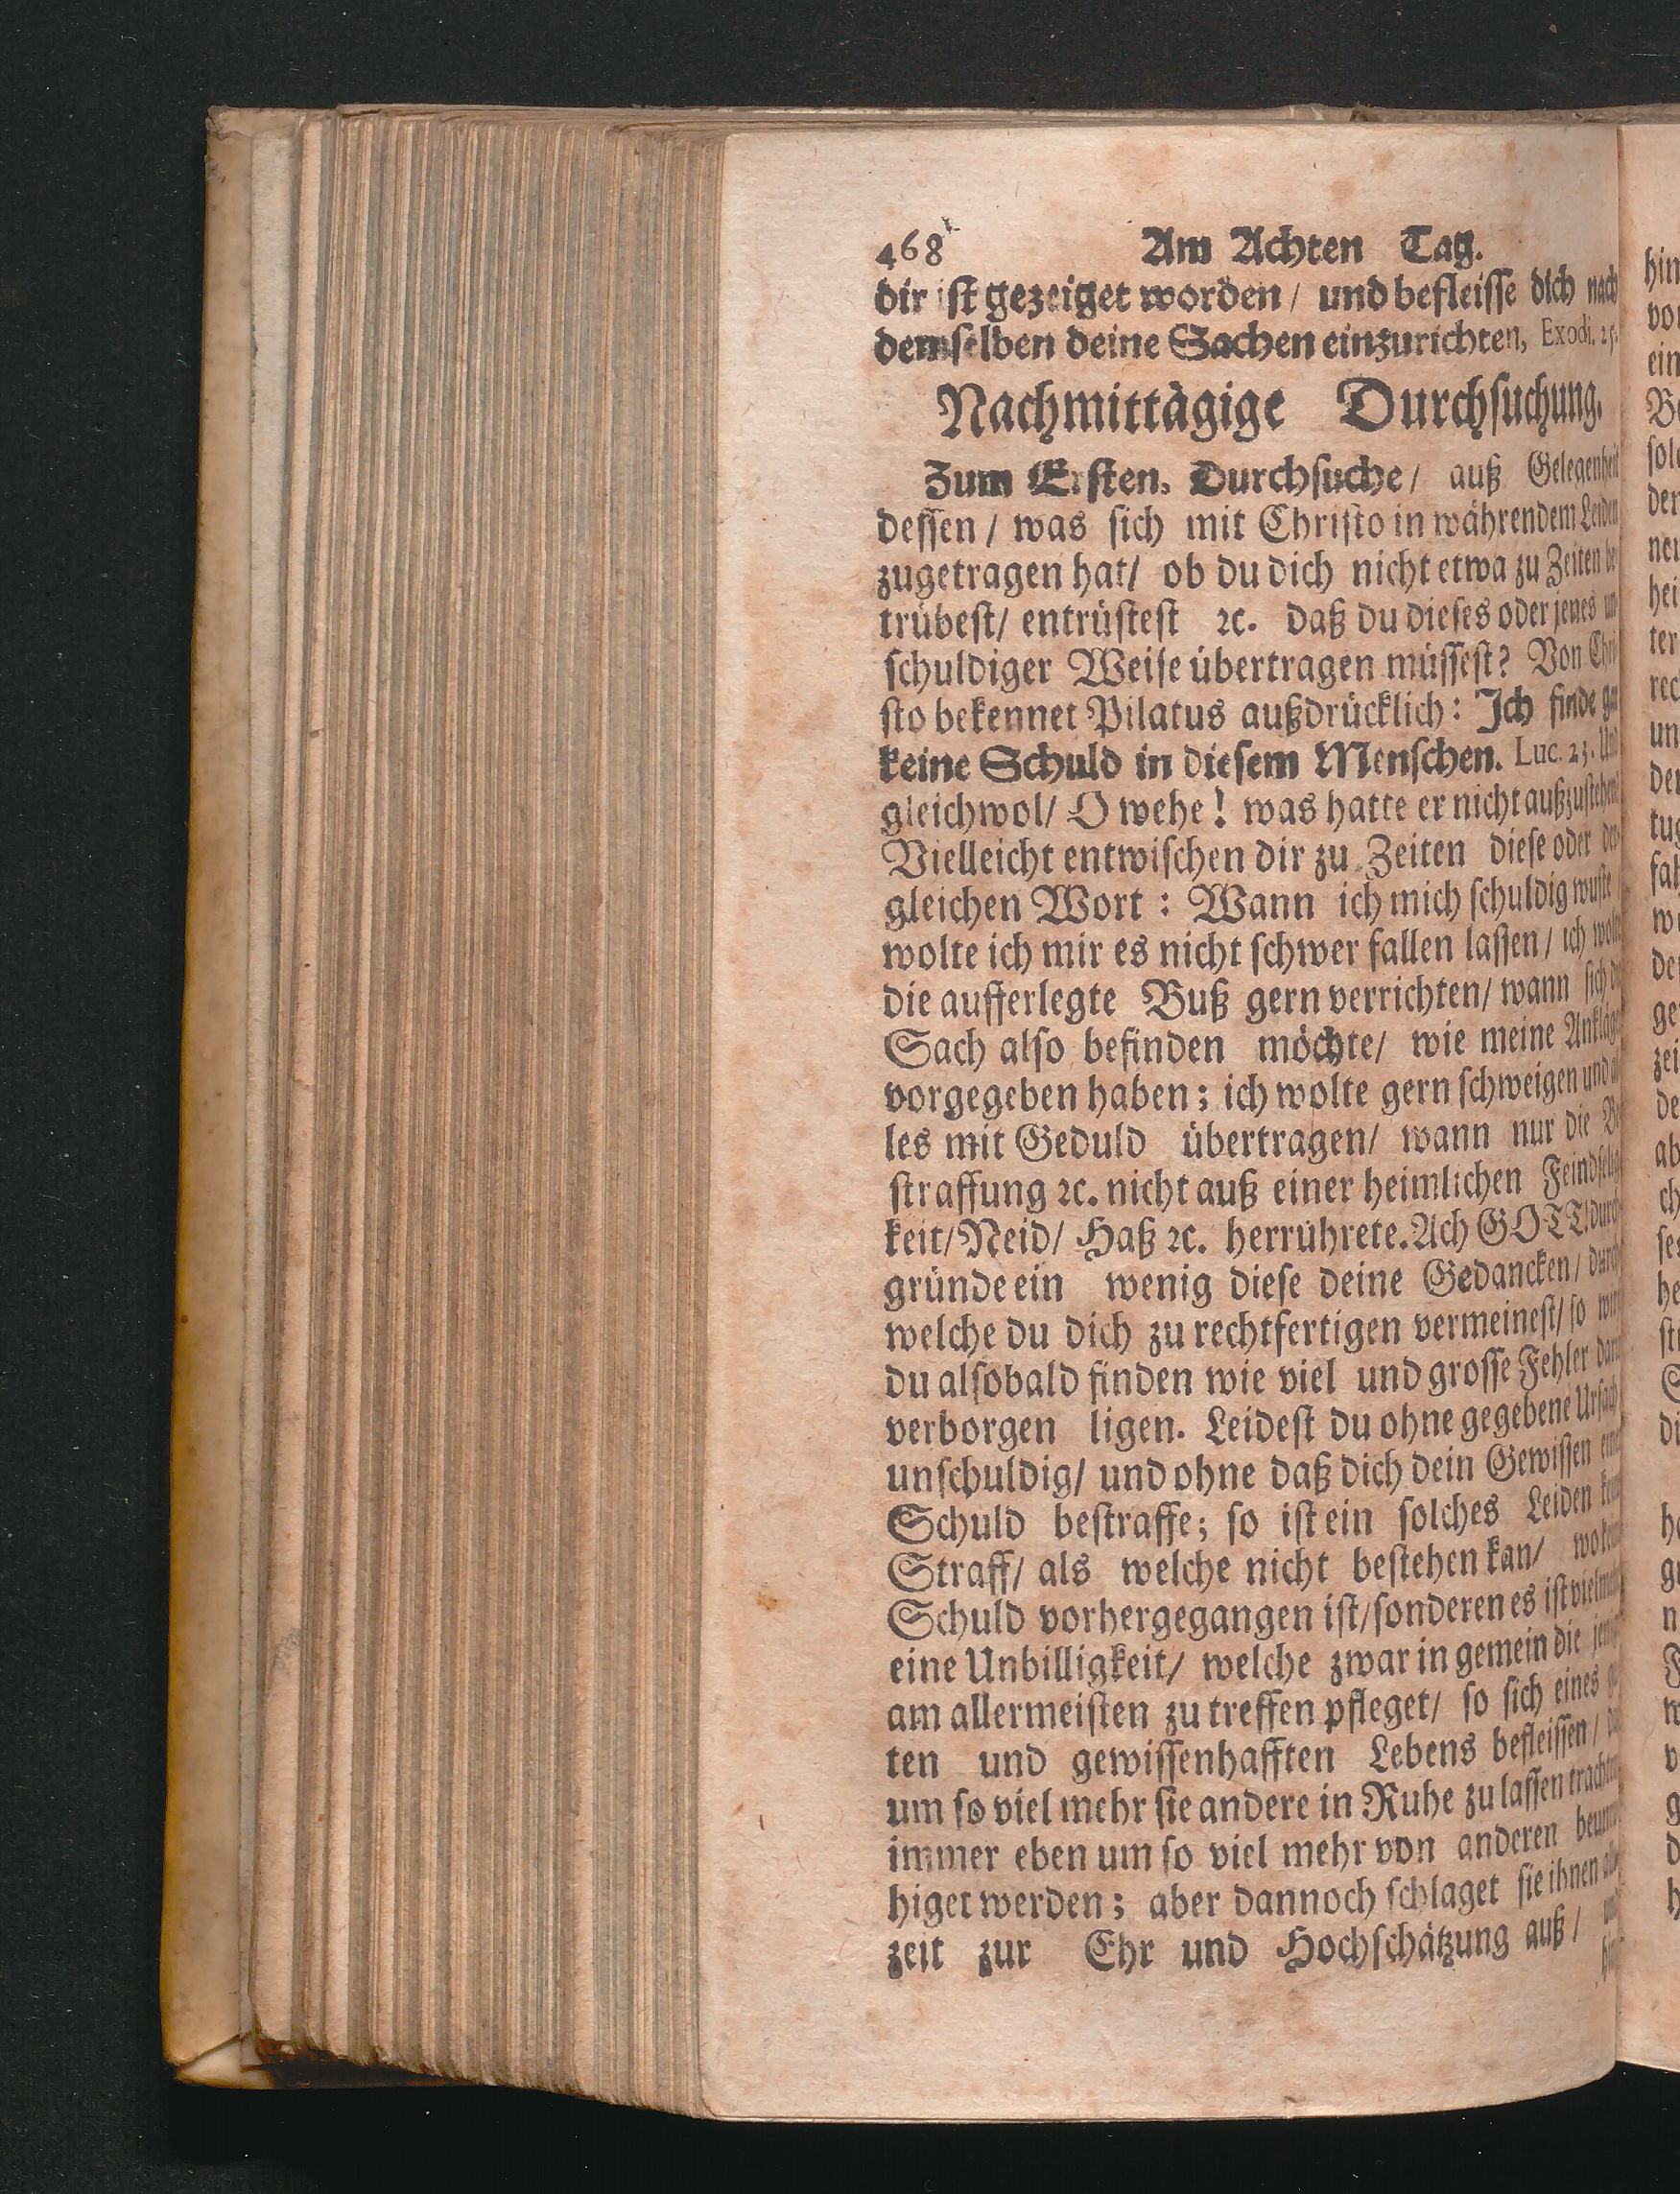 468 Am Achten Tag.
dir ist gezeiget worden / und befleisse dich nach
demselben deine Sachen einzurichten, Exodi. 25.
Nachmittägige Durchsuchung.
Zum Ersten. Durchsuche / auß Gelegenheit
dessen / was sich mit Christo in währendem Leiden
zugetragen hat / ob du dich nicht etwa zu Zeiten be
trübest / entrüstest ꝛc. daß du dieses oder jenes un
schuldiger Weise übertragen müssest? Von Chri
sto bekennet Pilatus außdrücklich: Ich finde gar
keine Schuld in diesem Menschen. Luc. 23. Und
gleichwol / O wehe! was hatte er nicht außzustehen
Vielleicht entwischen dir zu Zeiten diese oder der
gleichen Wort: Wann ich mich schuldig wuste
wolte ich mir es nicht schwer fallen lassen / ich wolte
die aufferlegte Buß gern verrichten / wann sich die
Sach also befinden möchte / wie meine Ankläger
vorgegeben haben; ich wolte gern schweigen und al
les mit Geduld übertragen / wann nur die Be
straffung ꝛc. nicht auß einer heimlichen Feindselig
keit / Neid / Haß ꝛc. herrührete. Ach GOTT! durch
gründe ein wenig diese deine Gedancken / durch
welche du dich zu rechtfertigen vermeinest / so wirst
du alsobald finden wie viel und grosse Fehler darin
verborgen ligen. Leidest du ohne gegebene Ursach
unschuldig / und ohne daß dich dein Gewissen einer
Schuld bestraffe; so ist ein solches Leiden keine
Straff / als welche nicht bestehen kan / wo keine
Schuld vorhergegangen ist / sonderen es ist vielmehr
eine Unbilligkeit / welche zwar in gemein die jenige
am allermeisten zu treffen pfleget / so sich eines gu
ten und gewissenhafften Lebens befleissen / die
um so viel mehr sie andere in Ruhe zu lassen trachten
immer eben um so viel mehr von anderen beunru
higet werden; aber dannoch schlaget sie ihnen alle
zeit zur Ehr und Hochschätzung auß / und